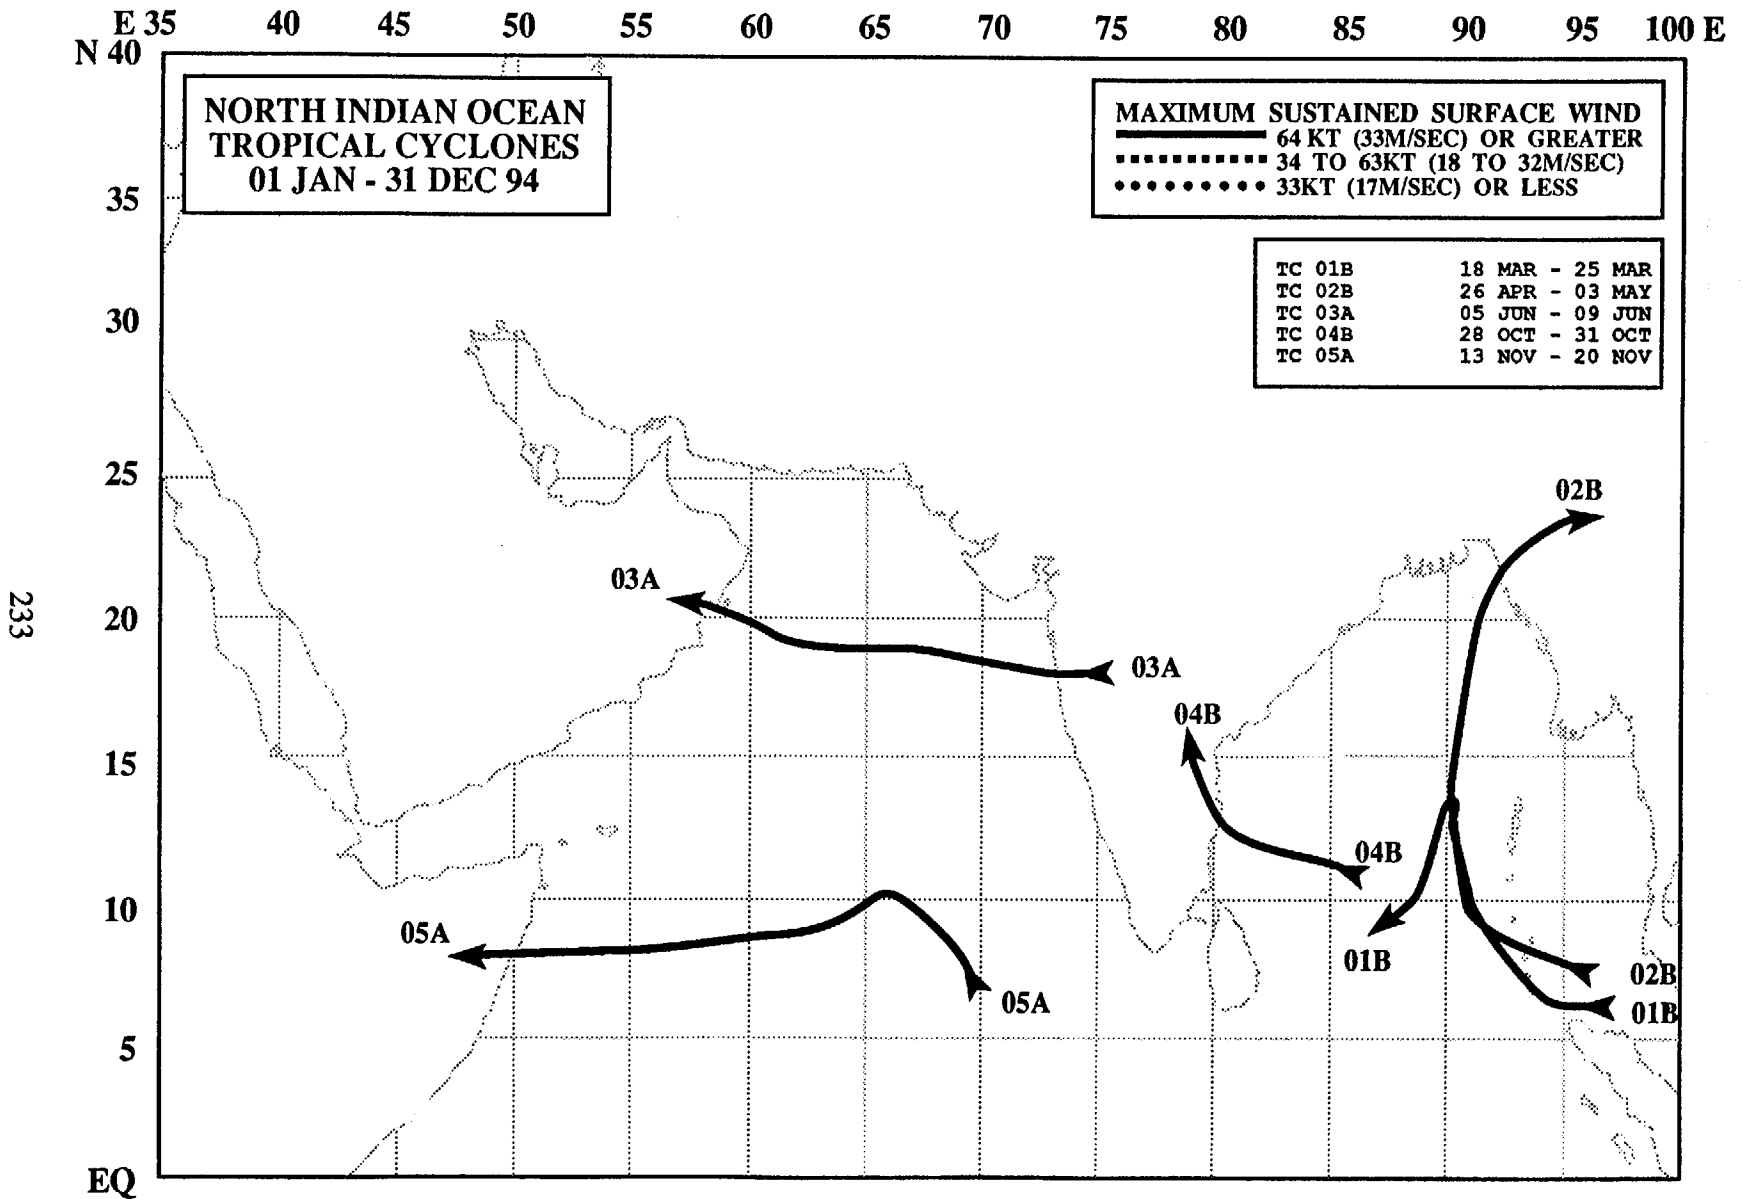 E 35 40 45 50 55 60 65 70 75 80 85 90 95 100 E
N 40
NORTH INDIAN OCEAN
TROPICAL CYCLONES
01 JAN - 31 DEC 94
MAXIMUM SUSTAINED SURFACE WIND
64 KT (33M/SEC) OR GREATER
34 TO 63KT (18 TO 32M/SEC)
33KT (17M/SEC) OR LESS
35
TC 01B 18 MAR - 25 MAR
TC 02B 26 APR - 03 MAY
TC 03A 05 JUN - 09 JUN
TC 04B 28 OCT - 31 OCT
TC 05A 13 NOV - 20 NOV
30
25
02B
03A
20
233
03A
04B
15
04B
10
05A
01B
02B
05A
01B
5
EQ